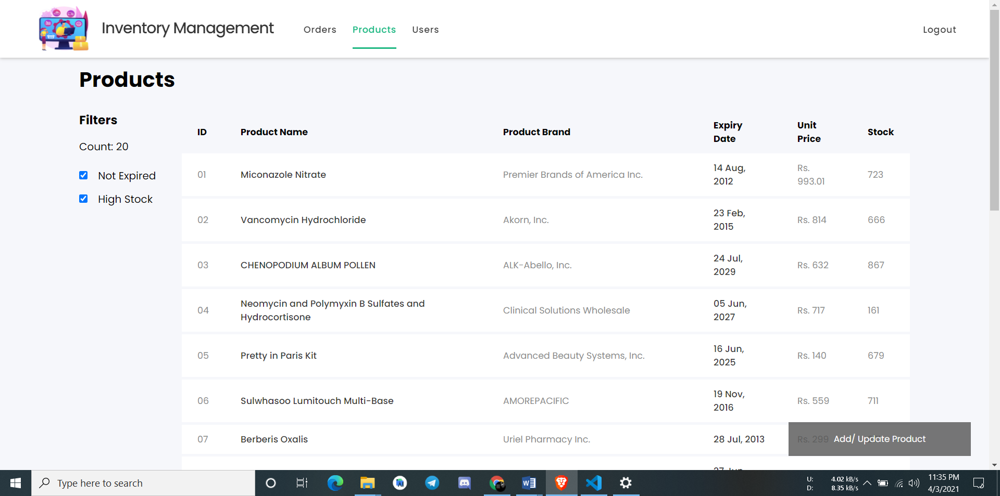 Inventory Management
Orders
Products
Users
Logout
Products
Filters
Count: 20
Not Expired
High Stock
ID
Product Name
Product Brand
Expiry
Date
Unit
Price
Stock
01
Miconazole Nitrate
Premier Brands of America Inc.
14 Aug,
2012
Rs.
993.01
723
02
Vancomycin Hydrochloride
Akorn, Inc.
23 Feb,
2015
Rs. 814
666
03
CHENOPODIUM ALBUM POLLEN
ALK-Abello, Inc.
24 Jul,
2029
Rs. 632
867
04
Neomycin and Polymyxin B Sulfates and
Hydrocortisone
Clinical Solutions Wholesale
05 Jun,
2027
Rs. 717
161
05
Pretty in Paris Kit
Advanced Beauty Systems, Inc.
16 Jun,
2025
Rs. 140
679
06
Sulwhasoo Lumitouch Multi-Base
AMOREPACIFIC
19 Nov,
2016
Rs. 559
711
07
Berberis Oxalis
Uriel Pharmacy Inc.
28 Jul, 2013
Rs. 299
Add/ Update Product
27 Jun,
Type here to search
U:
D:
4.02 kB/s
8.35 kB/s
11:35 PM
4/3/2021